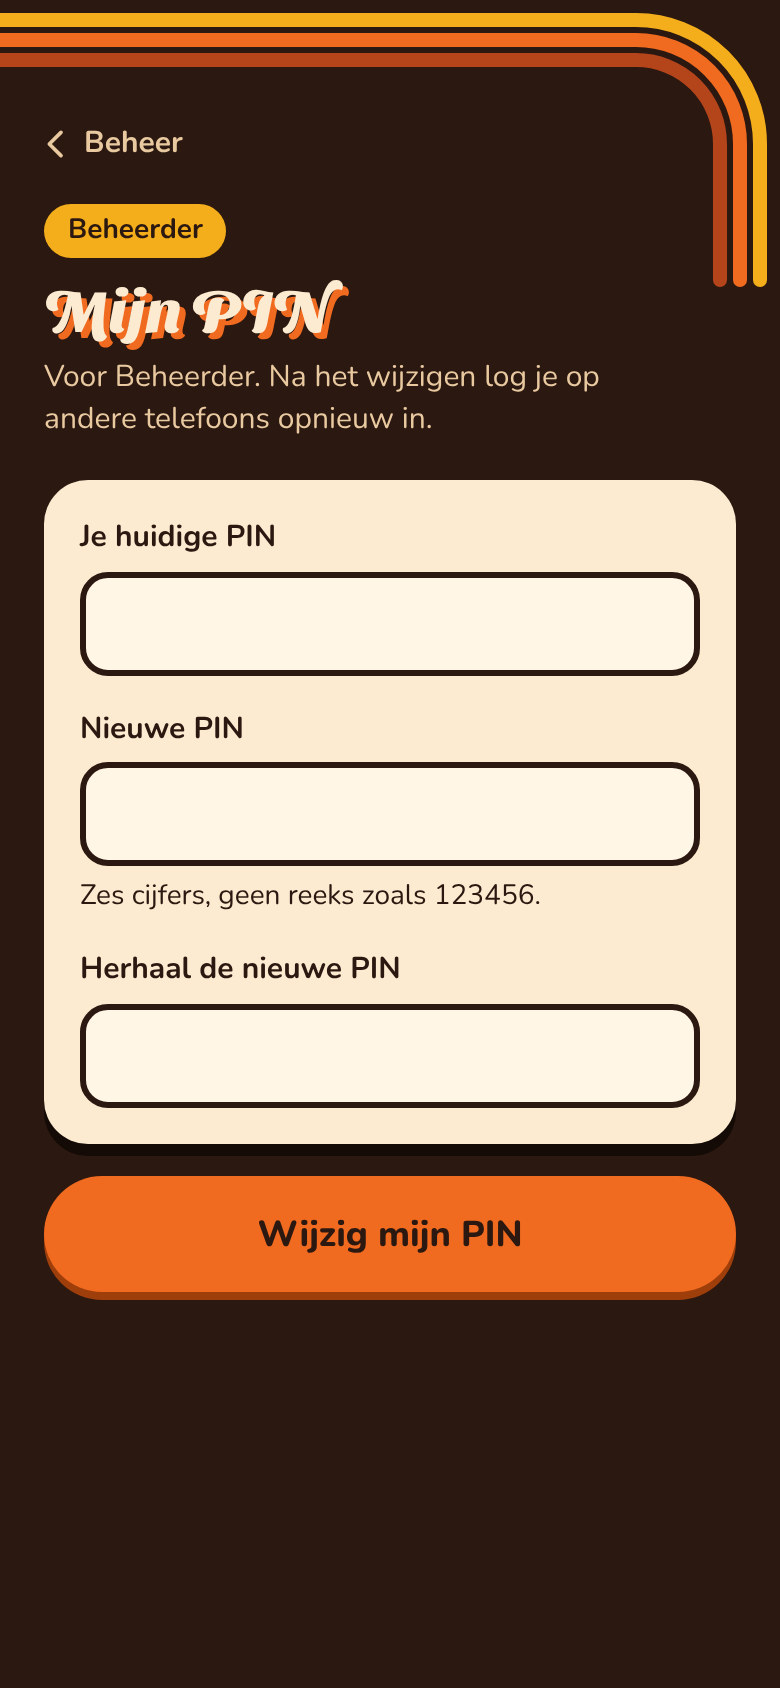 Beheer
Beheerder
Mijn PIN
Voor Beheerder. Na het wijzigen log je op
andere telefoons opnieuw in.
Je huidige PIN
Nieuwe PIN
Zes cijfers, geen reeks zoals 123456.
Herhaal de nieuwe PIN
Wijzig mijn PIN